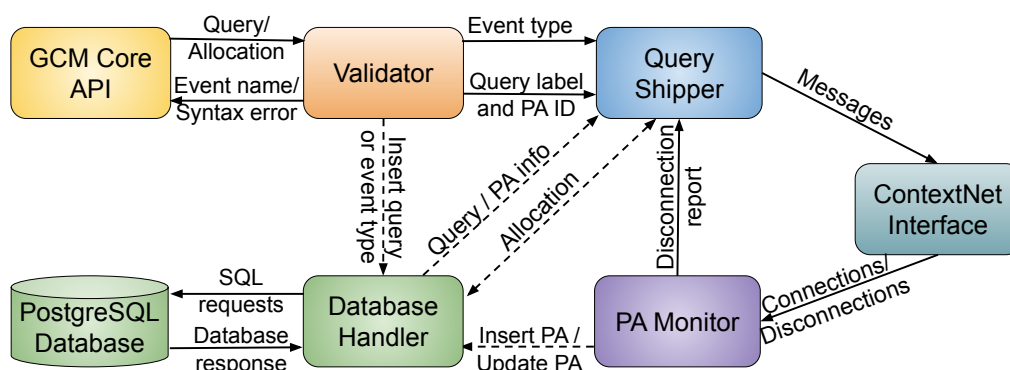 GCM Core
API
Query/
Allocation
Event name/
Syntax error
Validator
Event type
Query label
and PA ID
Query
Shipper
Messages
ContextNet
Interface
Insert query
or event type
Query / PA info
Allocation
Disconnection
report
Connections/
Disconnections
PostgreSQL
Database
SQL
requests
Database
response
Database
Handler
Insert PA /
Update PA
PA Monitor